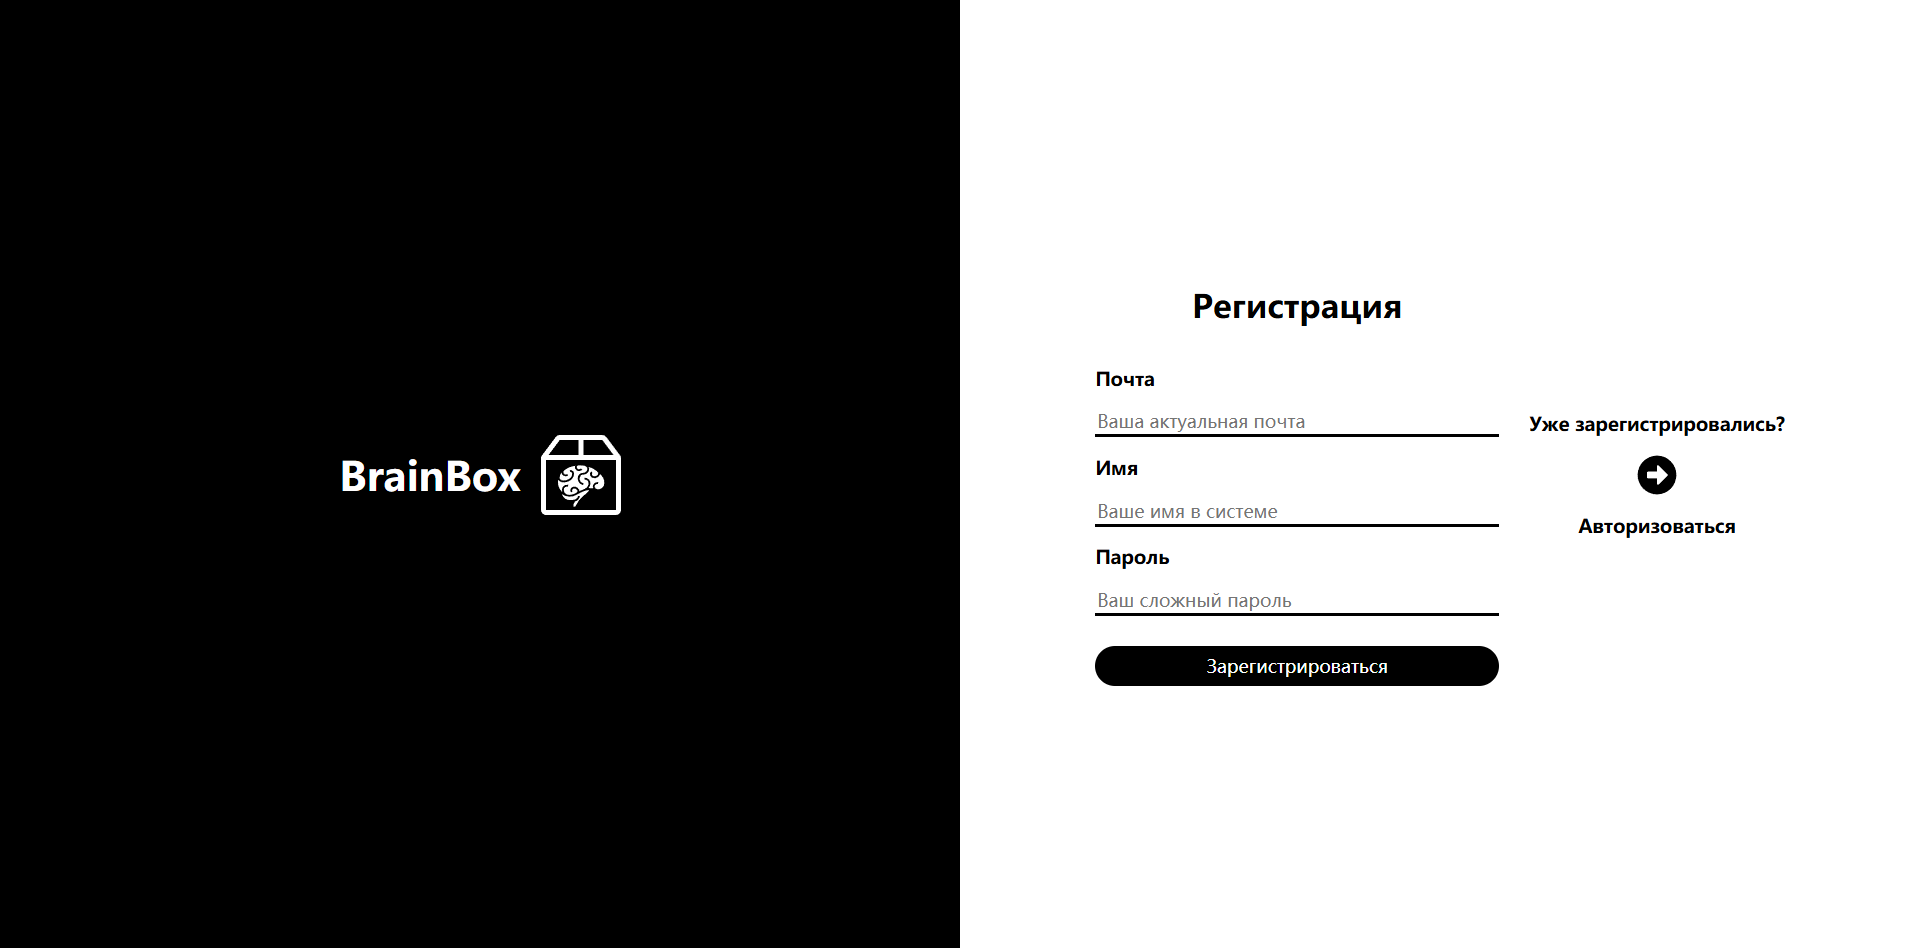 BrainBox
Регистрация
Почта
Ваша актуальная почта
Имя
Ваше имя в системе
Пароль
Ваш сложный пароль
Зарегистрироваться
Уже зарегистрировались?
Авторизоваться